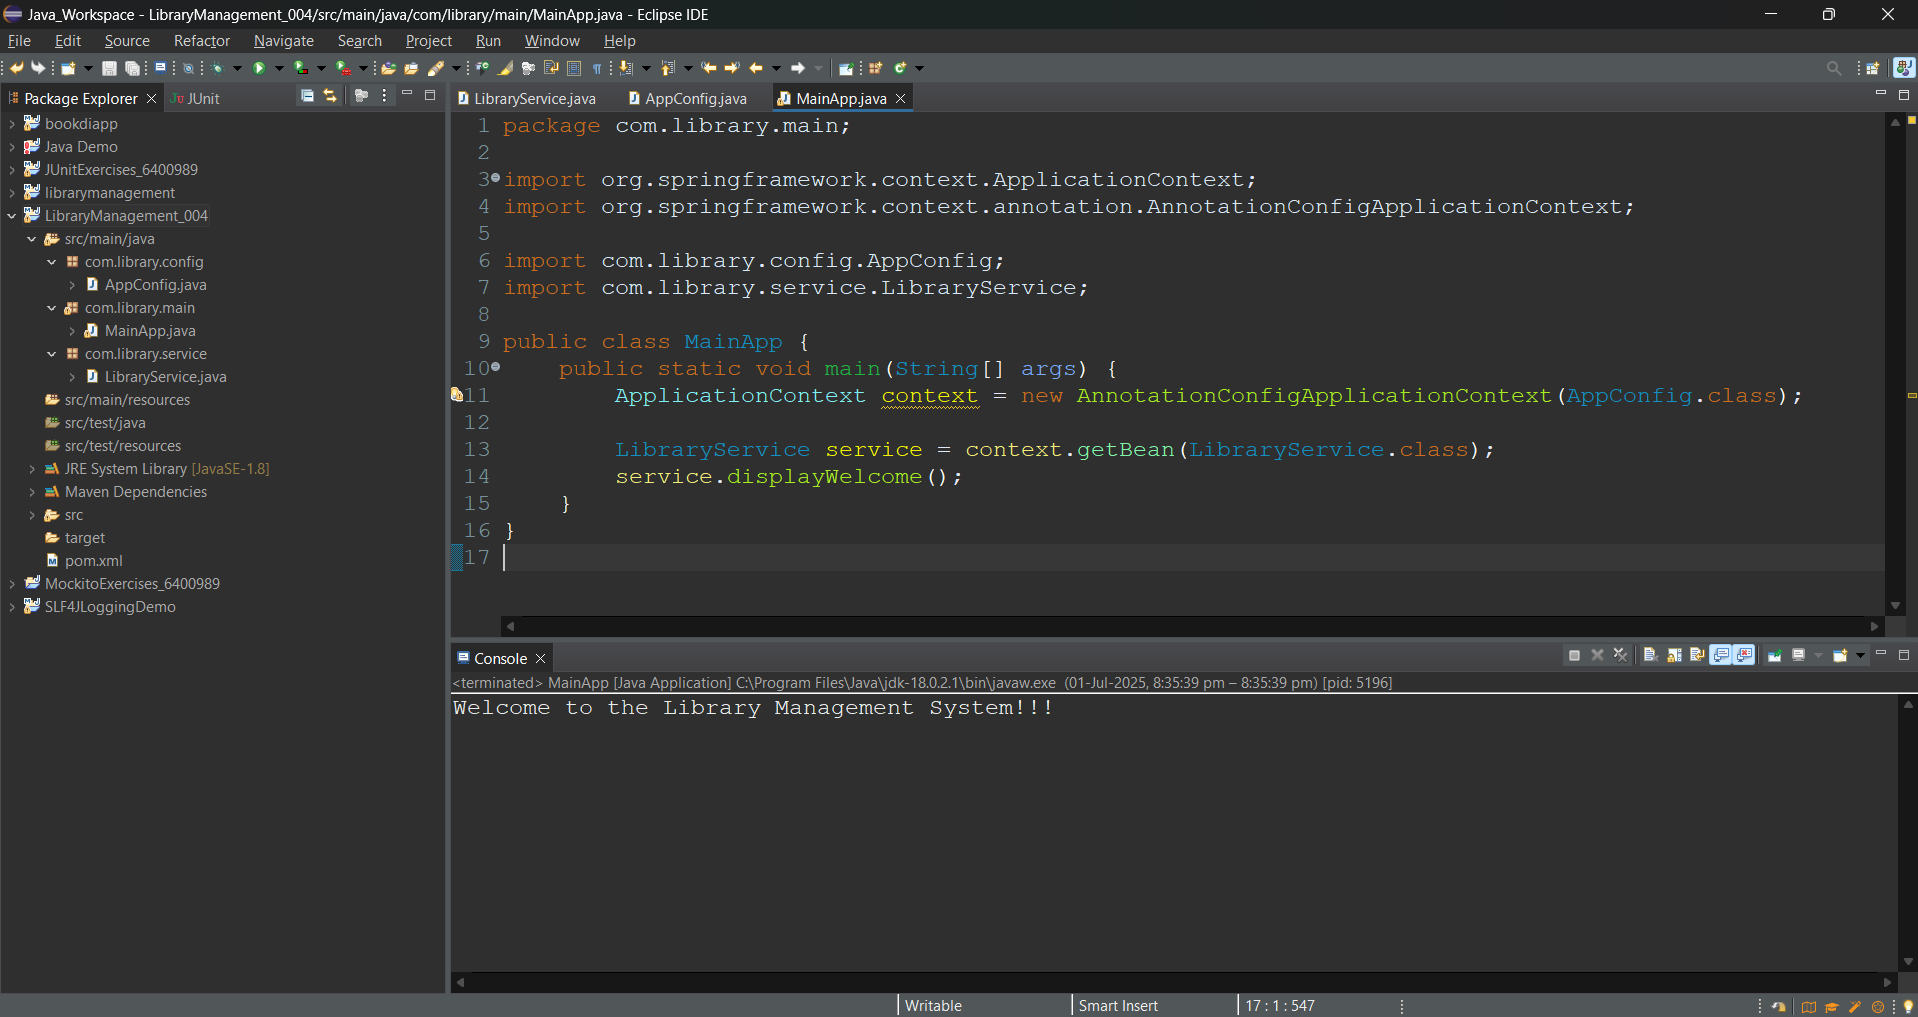 Java_Workspace - LibraryManagement_004/src/main/java/com/library/main/MainApp.java - Eclipse IDE
File Edit Source Refactor Navigate Search Project Run Window Help
Package Explorer
JUnit
bookdiapp
Java Demo
JUnitExercises_6400989
librarymanagement
LibraryManagement_004
src/main/java
com.library.config
AppConfig.java
com.library.main
MainApp.java
com.library.service
LibraryService.java
src/main/resources
src/test/java
src/test/resources
JRE System Library [JavaSE-1.8]
Maven Dependencies
src
target
pom.xml
MockitoExercises_6400989
SLF4JLoggingDemo
LibraryService.java AppConfig.java MainApp.java
1 package com.library.main;
2
3 import org.springframework.context.ApplicationContext;
4 import org.springframework.context.annotation.AnnotationConfigApplicationContext;
5
6 import com.library.config.AppConfig;
7 import com.library.service.LibraryService;
8
9 public class MainApp {
10 public static void main(String[] args) {
11 ApplicationContext context = new AnnotationConfigApplicationContext(AppConfig.class);
12
13 LibraryService service = context.getBean(LibraryService.class);
14 service.displayWelcome();
15 }
16 }
17
Console
<terminated> MainApp [Java Application] C:\Program Files\Java\jdk-18.0.2.1\bin\javaw.exe (01-Jul-2025, 8:35:39 pm – 8:35:39 pm) [pid: 5196]
Welcome to the Library Management System!!!
Writable Smart Insert 17 : 1 : 547